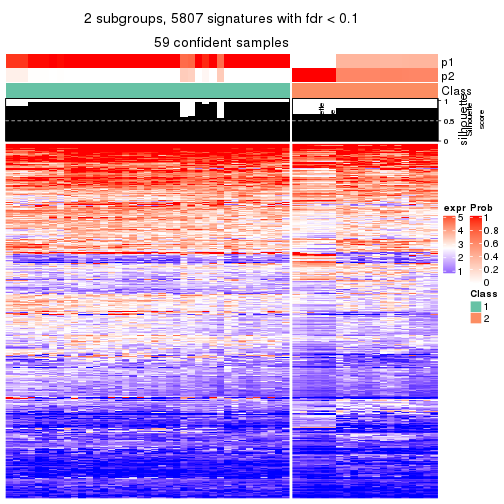 2 subgroups, 5807 signatures with fdr < 0.1
59 confident samples
p1
p2
Class
silhouette
1
0.5
0
Silhouette
score
expr
5
4
3
2
1
Prob
1
0.8
0.6
0.4
0.2
0
Class
1
2